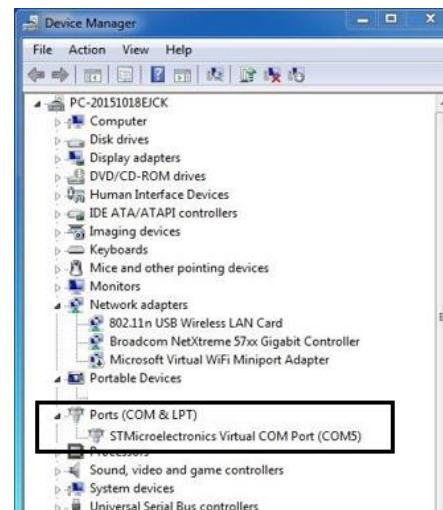 Device Manager
File Action View Help
PC-20151018EJCK
Computer
Disk drives
Display adapters
DVD/CD-ROM drives
Human Interface Devices
IDE ATA/ATAPI controllers
Imaging devices
Keyboards
Mice and other pointing devices
Monitors
Network adapters
802.11n USB Wireless LAN Card
Broadcom NetXtreme 57xx Gigabit Controller
Microsoft Virtual WiFi Miniport Adapter
Portable Devices
Ports (COM & LPT)
STMicroelectronics Virtual COM Port (COM5)
Processors
Sound, video and game controllers
System devices
Universal Serial Bus controllers